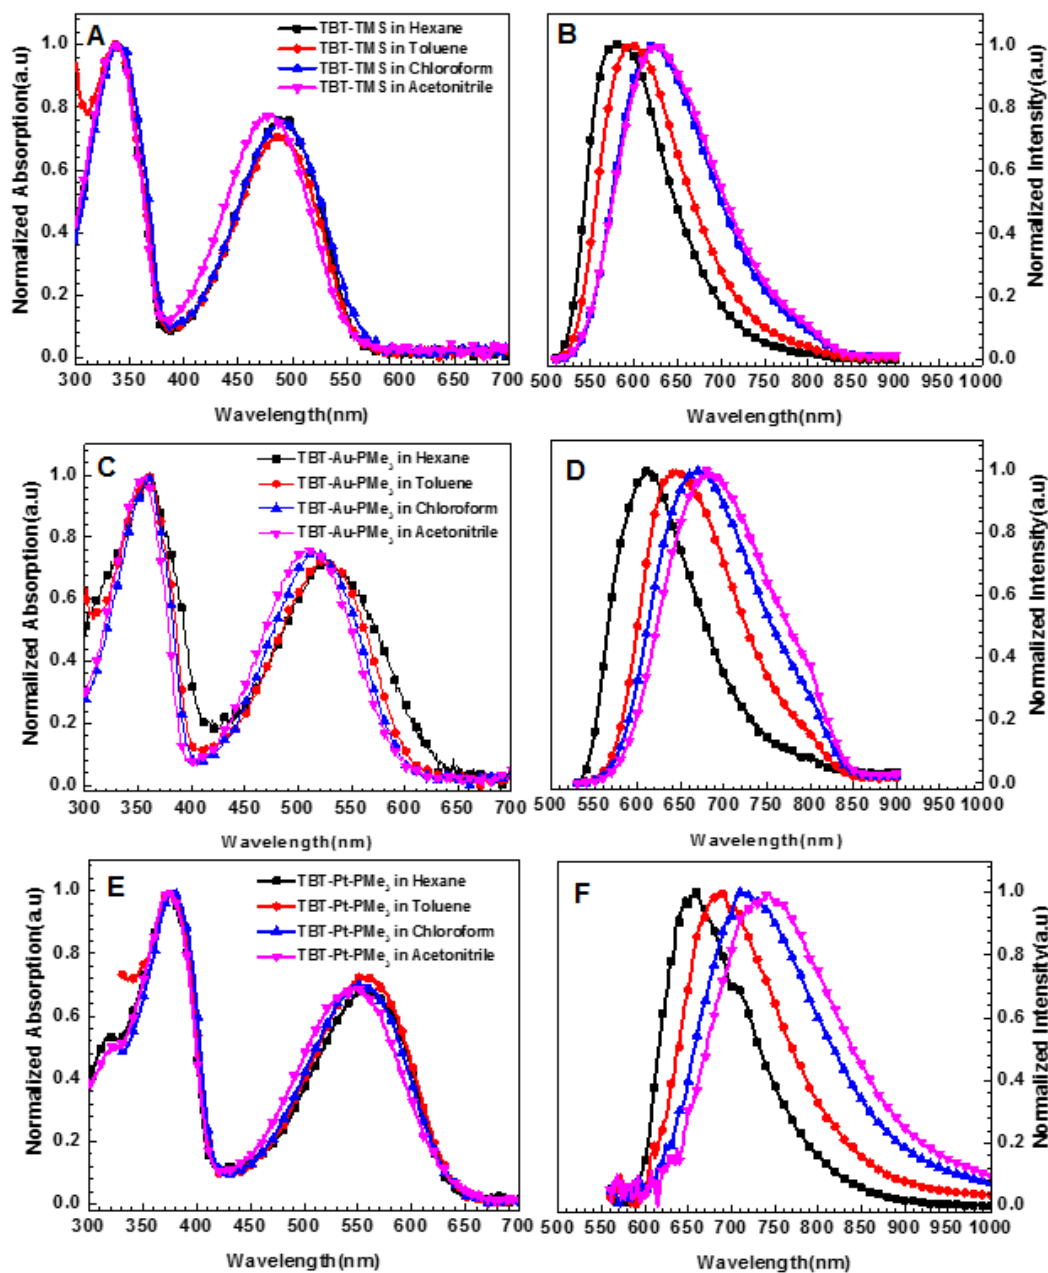 A
TBT-TMS in Hexane
TBT-TMS in Toluene
TBT-TMS in Chloroform
TBT-TMS in Acetonitrile
Normalized Absorption(a.u)
1.0
0.8
0.6
0.4
0.2
0.0
300 400 450 500 550 600 650 700
Wavelength(nm)
B
Normalized Intensity(a.u)
1.0
0.8
0.6
0.4
0.2
0.0
500 550 600 650 700 750 800 850 900 950 1000
Wavelength(nm)
C
TBT-Au-PMe3 in Hexane
TBT-Au-PMe3 in Toluene
TBT-Au-PMe3 in Chloroform
TBT-Au-PMe3 in Acetonitrile
Normalized Absorption(a.u)
1.0
0.8
0.6
0.4
0.2
0.0
300 400 450 500 550 600 650 700
Wavelength(nm)
D
Normalized Intensity(a.u)
1.0
0.8
0.6
0.4
0.2
0.0
500 550 600 650 700 750 800 850 900 950 1000
Wavelength(nm)
E
TBT-Pt-PMe3 in Hexane
TBT-Pt-PMe3 in Toluene
TBT-Pt-PMe3 in Chloroform
TBT-Pt-PMe3 in Acetonitrile
Normalized Absorption(a.u)
1.0
0.8
0.6
0.4
0.2
0.0
300 400 450 500 550 600 650 700
Wavelength(nm)
F
Normalized Intensity(a.u)
1.0
0.8
0.6
0.4
0.2
0.0
500 600 700 800 900 1000
Wavelength(nm)